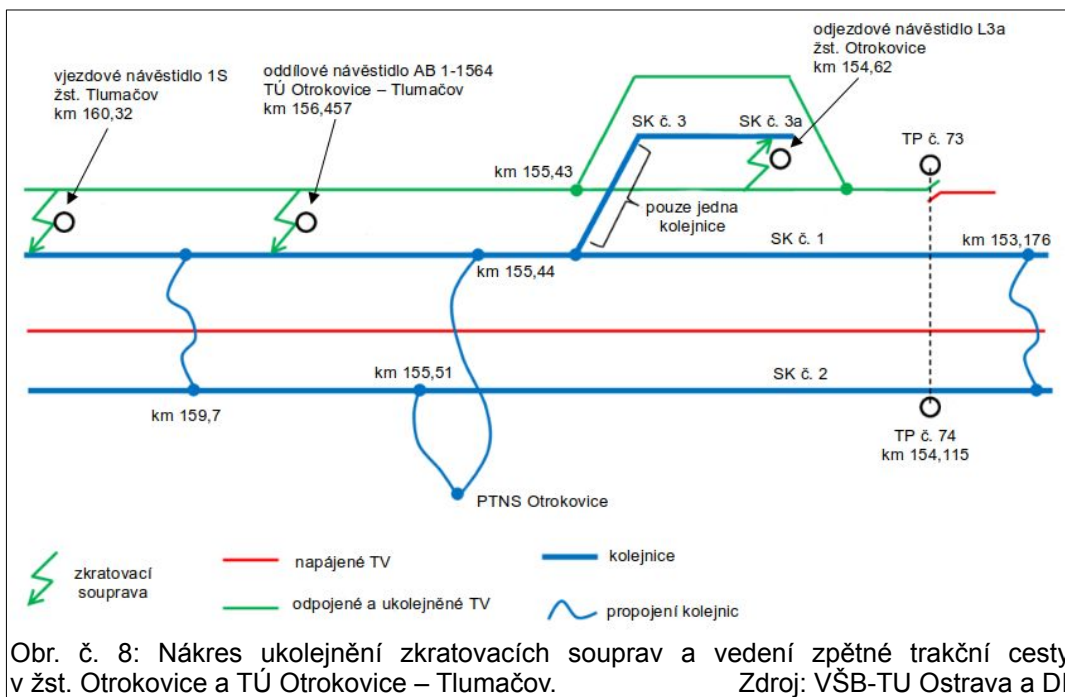 vjezdové návěstidlo 1S
žst. Tlumačov
km 160,32
oddílové návěstidlo AB 1-1564
TÚ Otrokovice – Tlumačov
km 156,457
odjezdové návěstidlo L3a
žst. Otrokovice
km 154,62
SK č. 3
SK č. 3a
TP č. 73
km 155,43
pouze jedna
kolejnice
SK č. 1
km 153,176
km 155,44
km 155,51
SK č. 2
km 159,7
TP č. 74
km 154,115
PTNS Otrokovice
zkratovací
souprava
napájené TV
odpojené a ukolejněné TV
kolejnice
propojení kolejnic
Obr. č. 8: Nákres ukolejnění zkratovacích souprav a vedení zpětné trakční cesty
v žst. Otrokovice a TÚ Otrokovice – Tlumačov. Zdroj: VŠB-TU Ostrava a DI